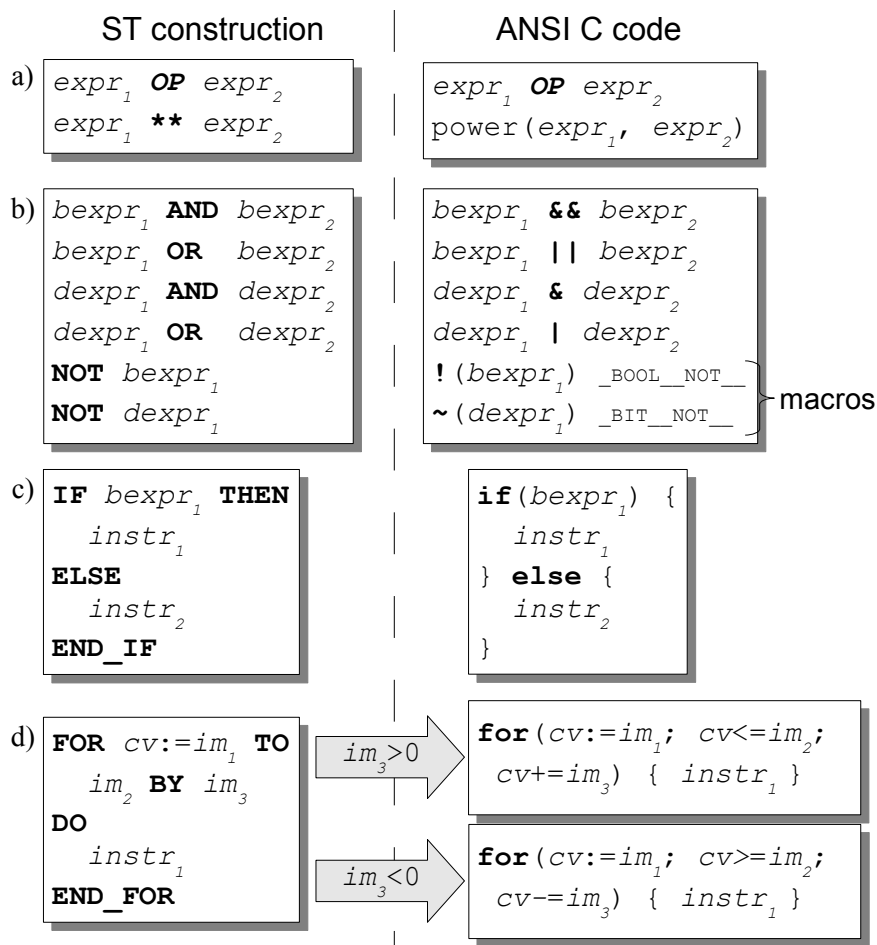 ST construction
ANSI C code
a)
expr1 OP expr2
expr1 ** expr2
expr1 OP expr2
power(expr1, expr2)
b)
bexpr1 AND bexpr2
bexpr1 OR bexpr2
dexpr1 AND dexpr2
dexpr1 OR dexpr2
NOT bexpr1
NOT dexpr1
bexpr1 && bexpr2
bexpr1 || bexpr2
dexpr1 & dexpr2
dexpr1 | dexpr2
!(bexpr1) _BOOL__NOT__
~(dexpr1) _BIT__NOT__
macros
c)
IF bexpr1 THEN
instr1
ELSE
instr2
END_IF
if(bexpr1) {
instr1
} else {
instr2
}
d)
FOR cv:=im1 TO
im2 BY im3
DO
instr1
END_FOR
im3>0
for(cv:=im1; cv<=im2;
cv+=im3) { instr1 }
im3<0
for(cv:=im1; cv>=im2;
cv-=im3) { instr1 }